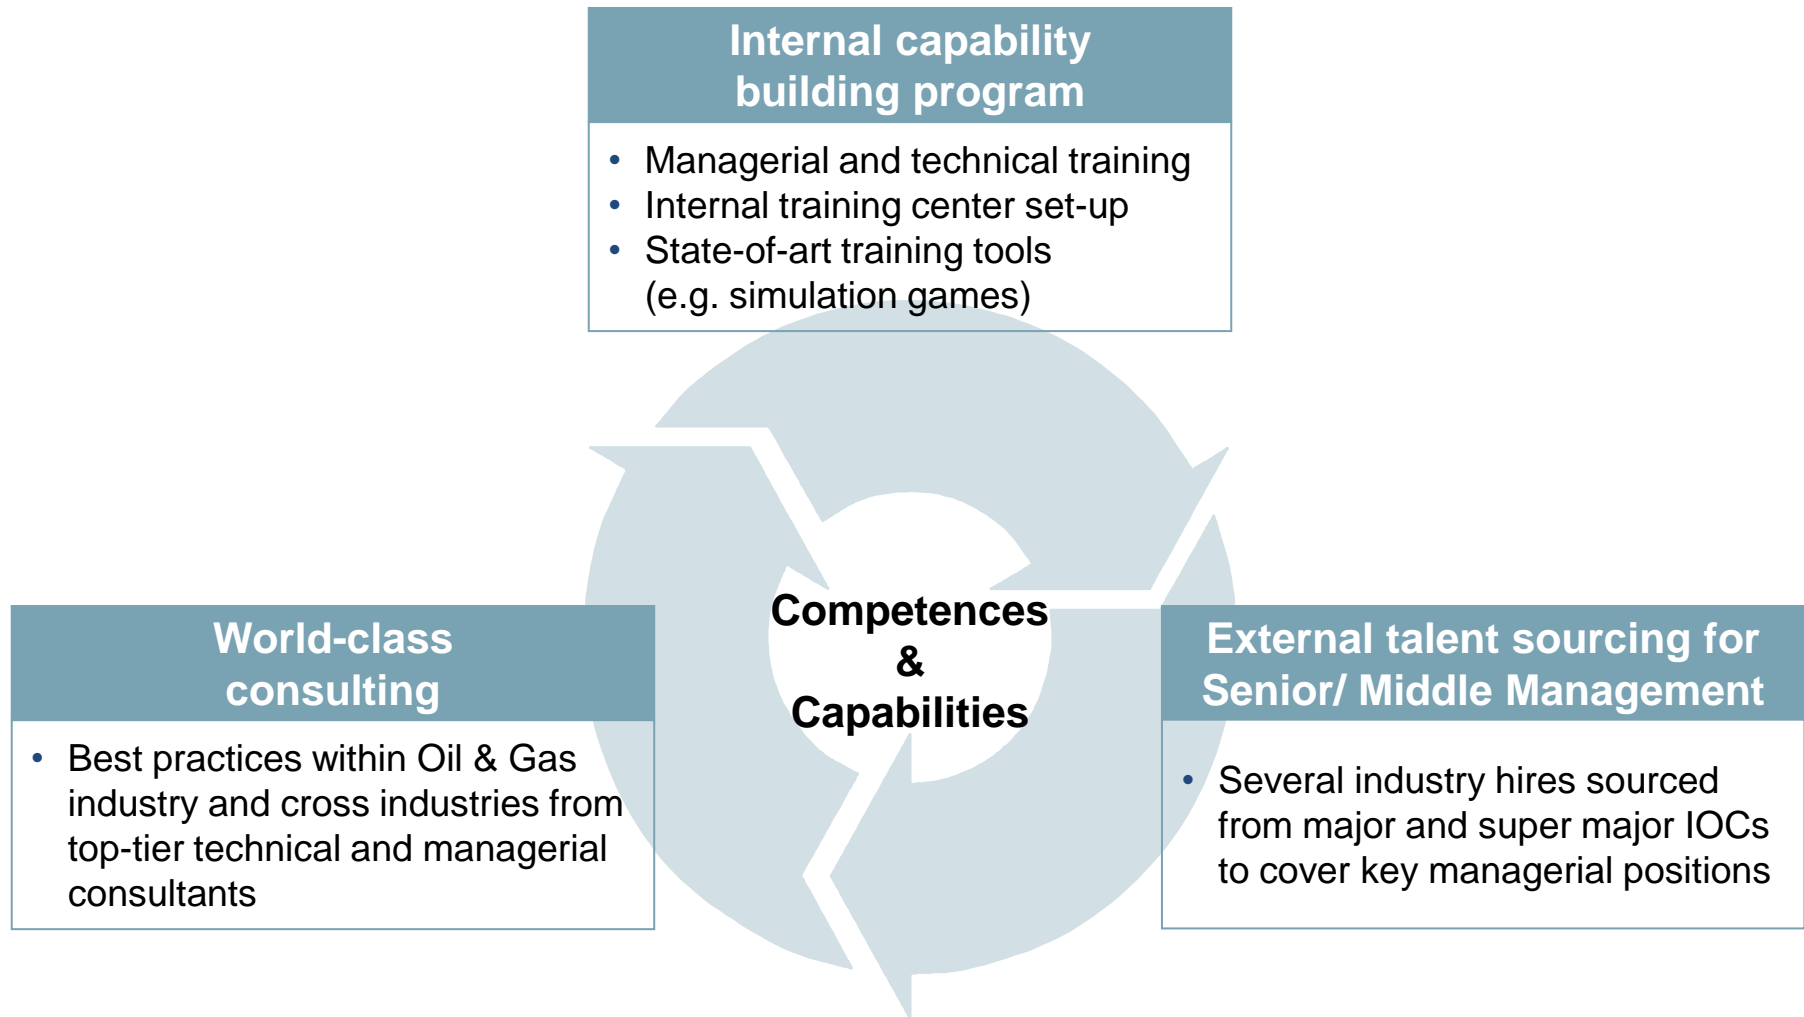 Internal capability
building program
• Managerial and technical training
• Internal training center set-up
• State-of-art training tools
(e.g. simulation games)
Competences
&
Capabilities
World-class
consulting
• Best practices within Oil & Gas
industry and cross industries from
top-tier technical and managerial
consultants
External talent sourcing for
Senior/ Middle Management
• Several industry hires sourced
from major and super major IOCs
to cover key managerial positions